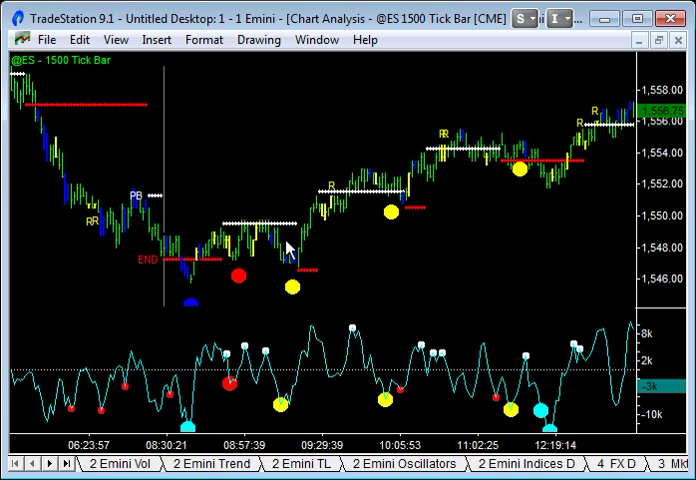 TradeStation 9.1 - Untitled Desktop: 1 - 1 Emini - [Chart Analysis - @ES 1500 Tick Bar [CME] S I
File Edit View Insert Format Drawing Window Help
@ES - 1500 Tick Bar
1,558.00
1,556.75
1,556.00
R
RR
R
1,554.00
R
1,552.00
PB
RR
1,550.00
1,548.00
END
1,546.00
8k
2k
-3k
-10k
06:23:57 08:30:21 08:57:39 09:29:39 10:05:53 11:02:25 12:19:14
2 Emini Vol 2 Emini Trend 2 Emini TL 2 Emini Oscillators 2 Emini Indices D 4 FX D 3 Mkt